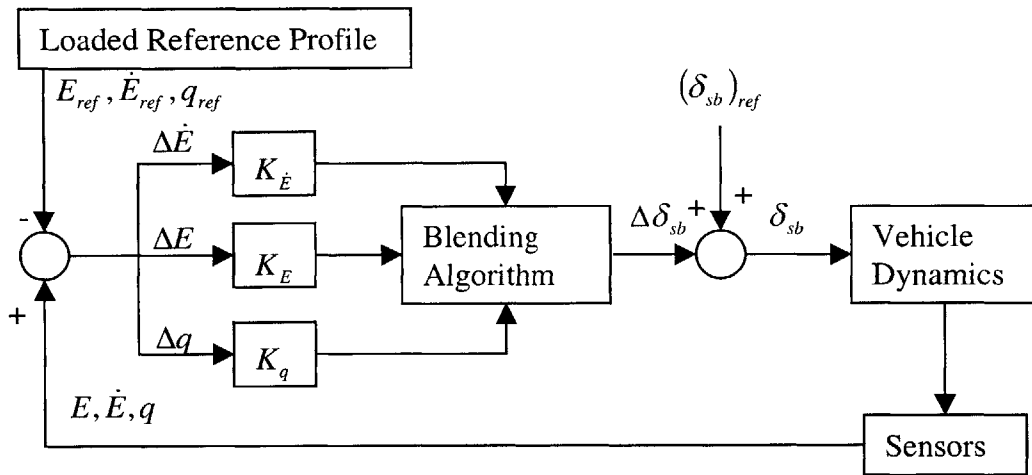 Loaded Reference Profile
E_ref, Ė_ref, q_ref
(δ_sb)_ref
ΔĖ
K_Ė
-
+
+
ΔE
K_E
Blending
Algorithm
Δδ_sb
δ_sb
Vehicle
Dynamics
+
Δq
K_q
E, Ė, q
Sensors